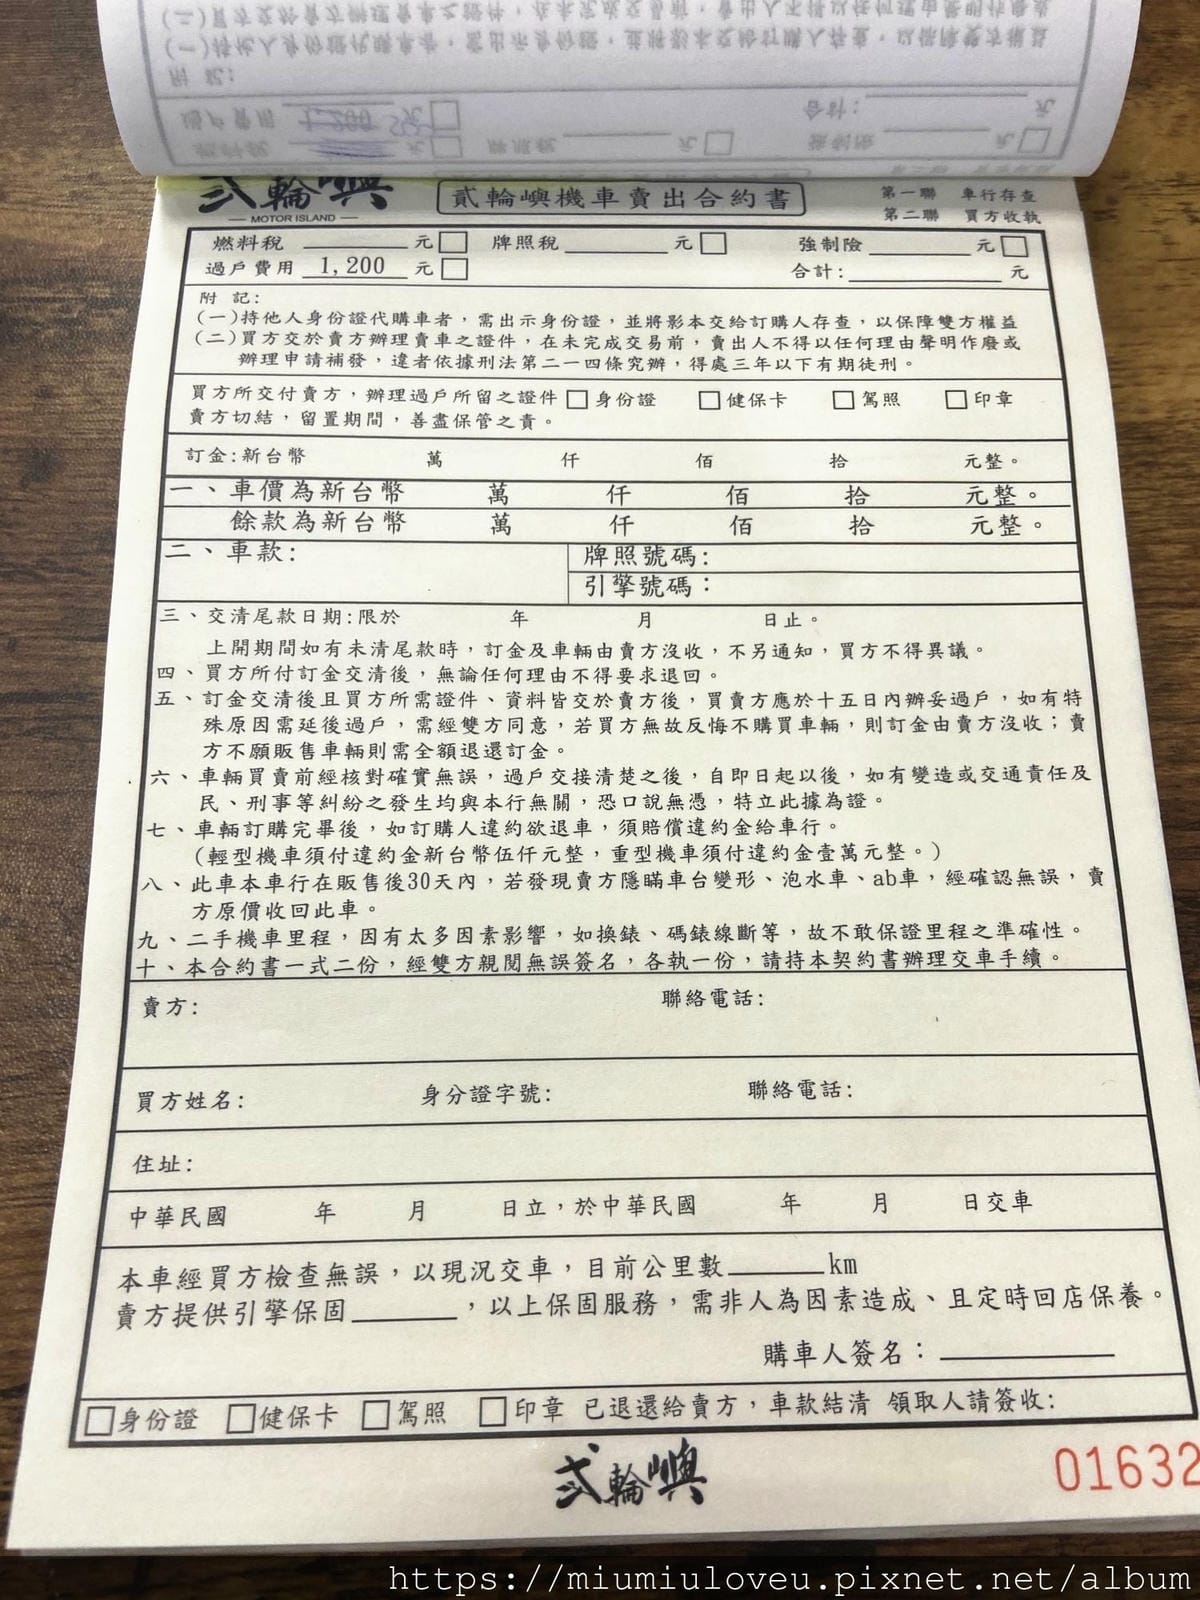 貳輪嶼
MOTOR ISLAND
貳輪嶼機車賣出合約書
第一聯 車行存查
第二聯 買方收執
燃料稅 元 □ 牌照稅 元 □ 強制險 元 □
過戶費用 1,200 元 □ 合計: 元
附 記:
(一)持他人身份證代購車者，需出示身份證，並將影本交給訂購人存查，以保障雙方權益
(二)買方交於賣方辦理賣車之證件，在未完成交易前，賣出人不得以任何理由聲明作廢或
辦理申請補發，違者依據刑法第二一四條究辦，得處三年以下有期徒刑。
買方所交付賣方，辦理過戶所留之證件 □ 身份證 □ 健保卡 □ 駕照 □ 印章
賣方切結，留置期間，善盡保管之責。
訂金:新台幣 萬 仟 佰 拾 元整。
一、車價為新台幣 萬 仟 佰 拾 元整。
餘款為新台幣 萬 仟 佰 拾 元整。
二、車款: 牌照號碼:
引擎號碼:
三、交清尾款日期:限於 年 月 日止。
上開期間如有未清尾款時，訂金及車輛由賣方沒收，不另通知，買方不得異議。
四、買方所付訂金交清後，無論任何理由不得要求退回。
五、訂金交清後且買方所需證件、資料皆交於賣方後，買賣方應於十五日內辦妥過戶，如有特
殊原因需延後過戶，需經雙方同意，若買方無故反悔不購買車輛，則訂金由賣方沒收；賣
方不願販售車輛則需全額退還訂金。
六、車輛買賣前經核對確實無誤，過戶交接清楚之後，自即日起以後，如有變造或交通責任及
民、刑事等糾紛之發生均與本行無關，恐口說無憑，特立此據為證。
七、車輛訂購完畢後，如訂購人違約欲退車，須賠償違約金給車行。
(輕型機車須付違約金新台幣伍仟元整，重型機車須付違約金壹萬元整。)
八、此車本車行在販售後30天內，若發現賣方隱瞞車台變形、泡水車、ab車，經確認無誤，賣
方原價收回此車。
九、二手機車里程，因有太多因素影響，如換錶、碼錶線斷等，故不敢保證里程之準確性。
十、本合約書一式二份，經雙方親閱無誤簽名，各執一份，請持本契約書辦理交車手續。
賣方: 聯絡電話:
買方姓名: 身分證字號: 聯絡電話:
住址:
中華民國 年 月 日立，於中華民國 年 月 日交車
本車經買方檢查無誤，以現況交車，目前公里數 km
賣方提供引擎保固 ，以上保固服務，需非人為因素造成、且定時回店保養。
購車人簽名：
□ 身份證 □ 健保卡 □ 駕照 □ 印章 已退還給賣方，車款結清 領取人請簽收:
貳輪嶼
01632
https://miumiuloveu.pixnet.net/album